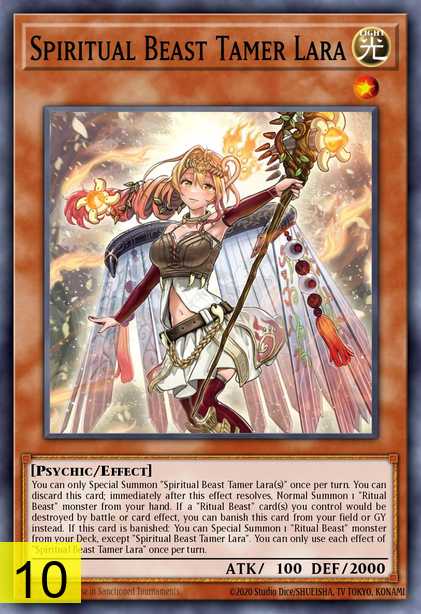 SPIRITUAL BEAST TAMER LARA
LIGHT
光
[PSYCHIC/EFFECT]
You can only Special Summon "Spiritual Beast Tamer Lara(s)" once per turn. You can
discard this card; immediately after this effect resolves, Normal Summon 1 "Ritual
Beast" monster from your hand. If a "Ritual Beast" card(s) you control would be
destroyed by battle or card effect, you can banish this card from your field or GY
instead. If this card is banished: You can Special Summon 1 "Ritual Beast" monster
from your Deck, except "Spiritual Beast Tamer Lara". You can only use each effect of
"Spiritual Beast Tamer Lara" once per turn.
ATK/ 100 DEF/2000
10
Use in Sanctioned Tournaments
©2020 Studio Dice/SHUEISHA, TV TOKYO, KONAMI